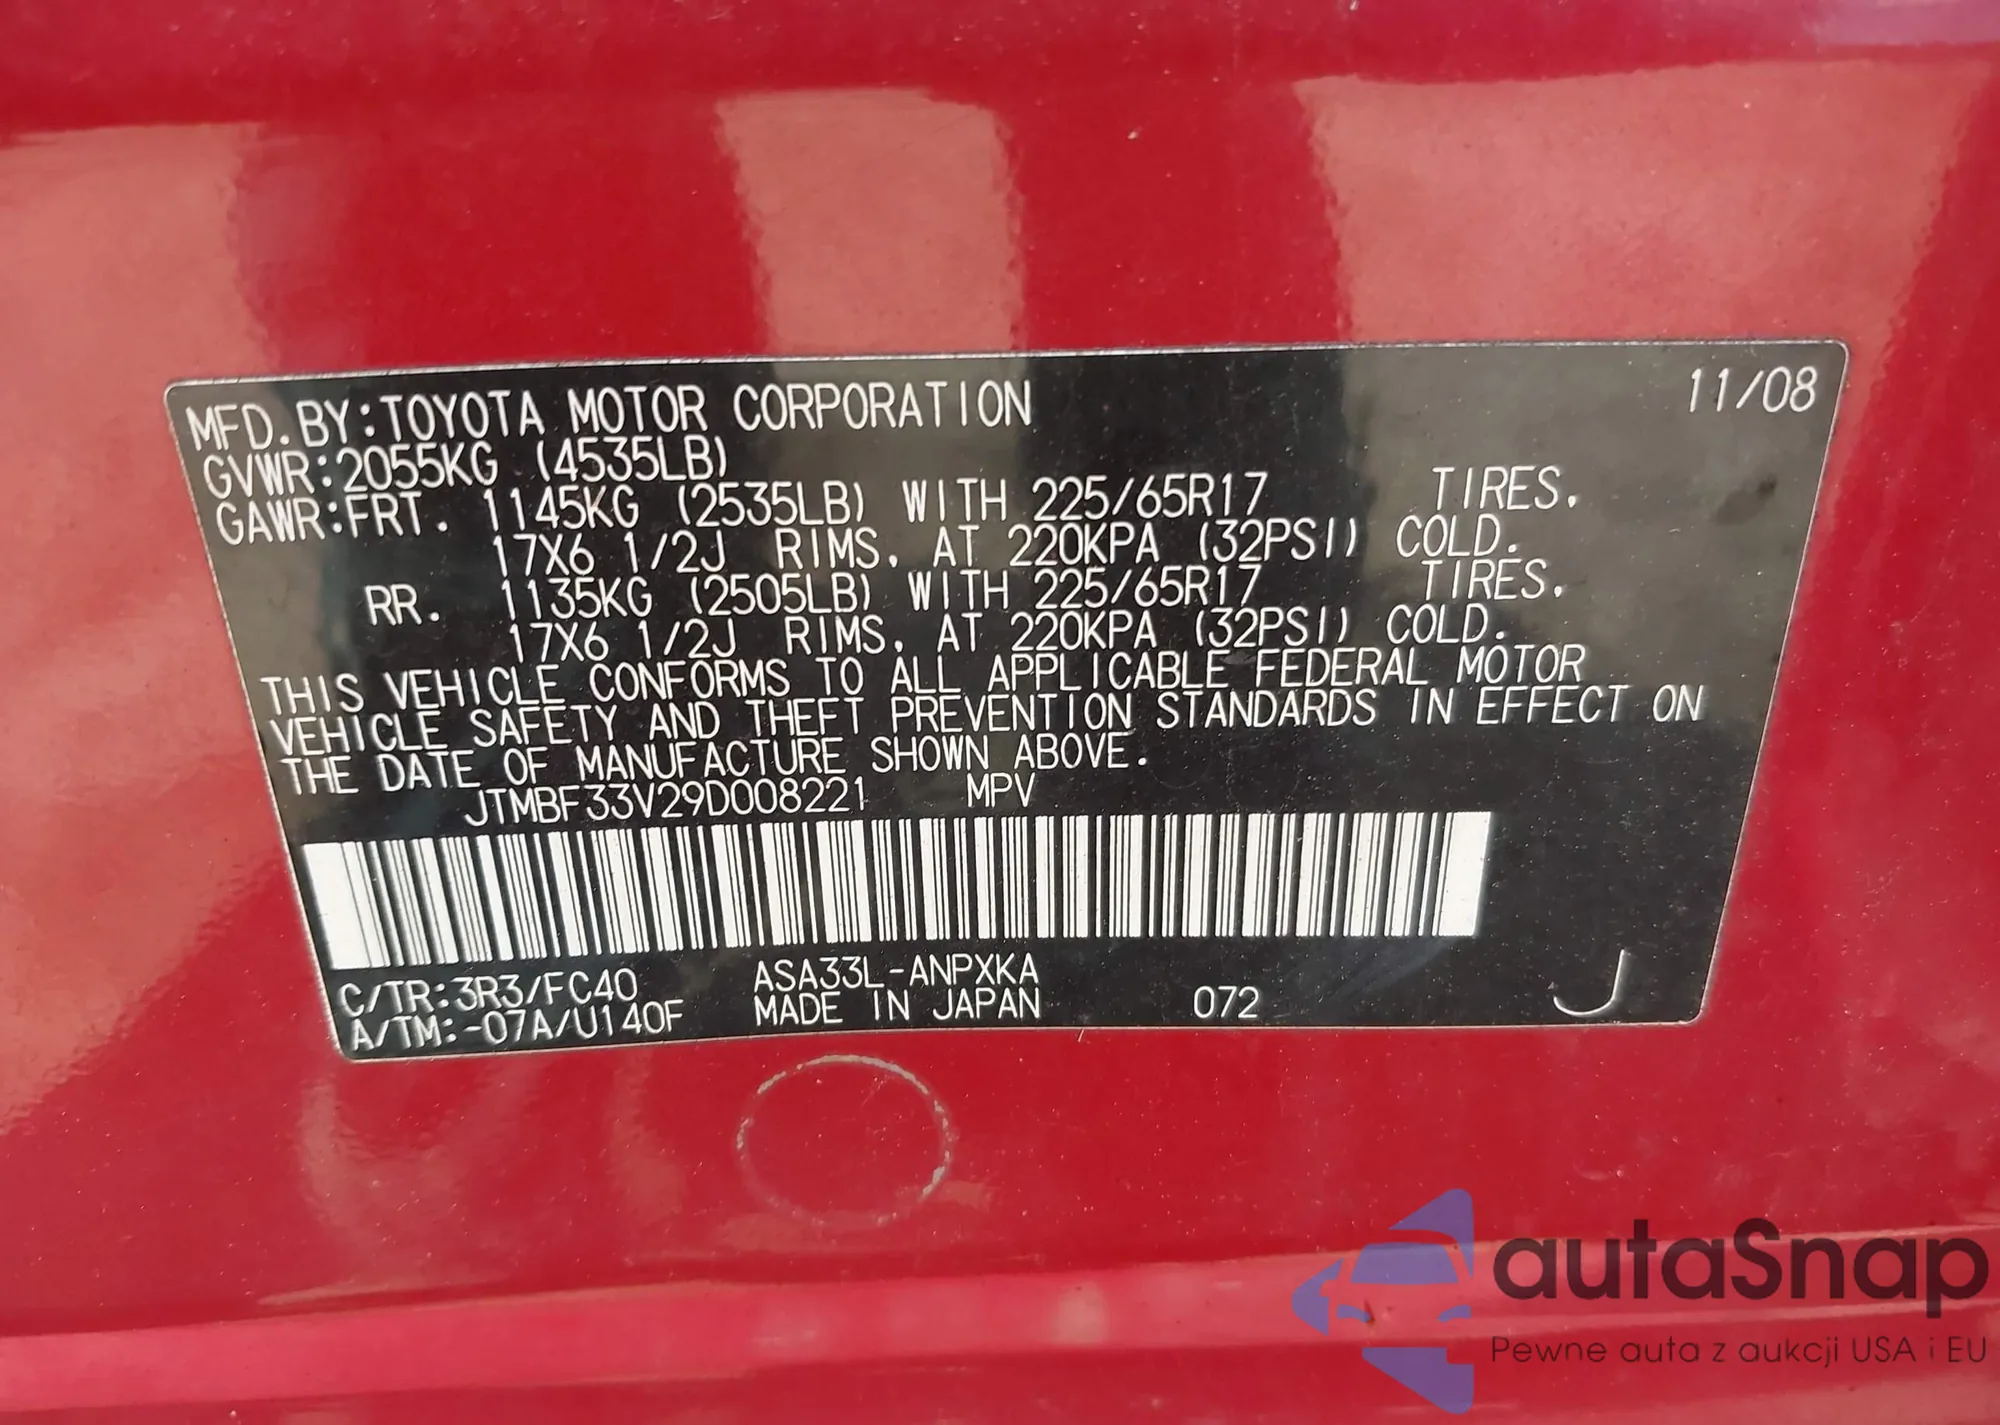 MFD. BY:TOYOTA MOTOR CORPORATION 11/08
GVWR:2055KG (4535LB)
GAWR:FRT. 1145KG (2535LB) WITH 225/65R17 TIRES,
17X6 1/2J RIMS, AT 220KPA (32PSI) COLD.
RR. 1135KG (2505LB) WITH 225/65R17 TIRES,
17X6 1/2J RIMS, AT 220KPA (32PSI) COLD.
THIS VEHICLE CONFORMS TO ALL APPLICABLE FEDERAL MOTOR
VEHICLE SAFETY AND THEFT PREVENTION STANDARDS IN EFFECT ON
THE DATE OF MANUFACTURE SHOWN ABOVE.
JTMBF33V29D008221 MPV
C/TR:3R3/FC40 ASA33L-ANPXKA
A/TM:-07A/U140F MADE IN JAPAN 072 J
autaSnap
Pewne auta z aukcji USA i EU